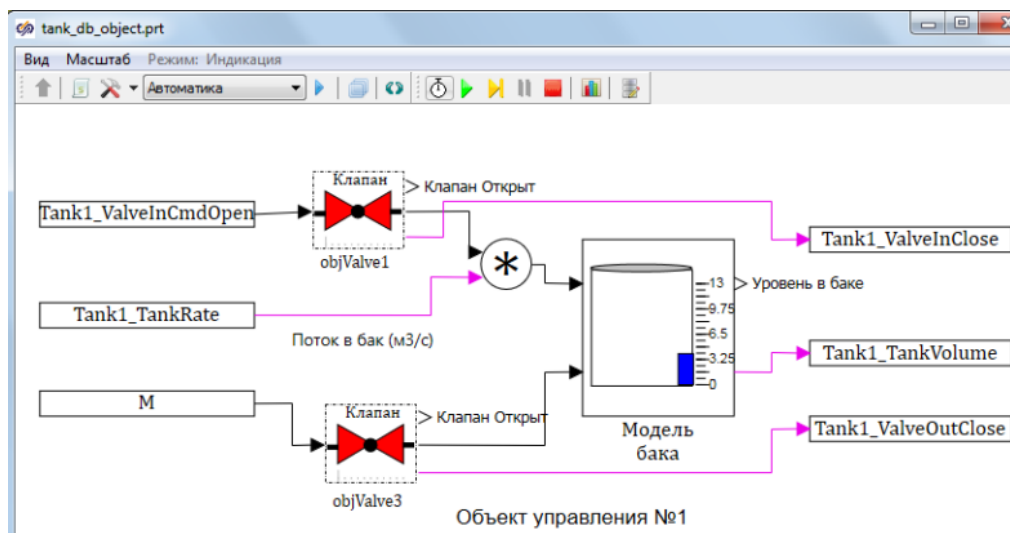 tank_db_object.prt
Вид Масштаб Режим: Индикация
Автоматика
Клапан
Клапан Открыт
Tank1_ValveInCmdOpen
objValve1
Tank1_ValveInClose
*
13
9.75
6.5
3.25
0
Уровень в баке
Tank1_TankRate
Поток в бак (м3/с)
Tank1_TankVolume
M
Клапан
Клапан Открыт
objValve3
Модель
бака
Tank1_ValveOutClose
Объект управления №1